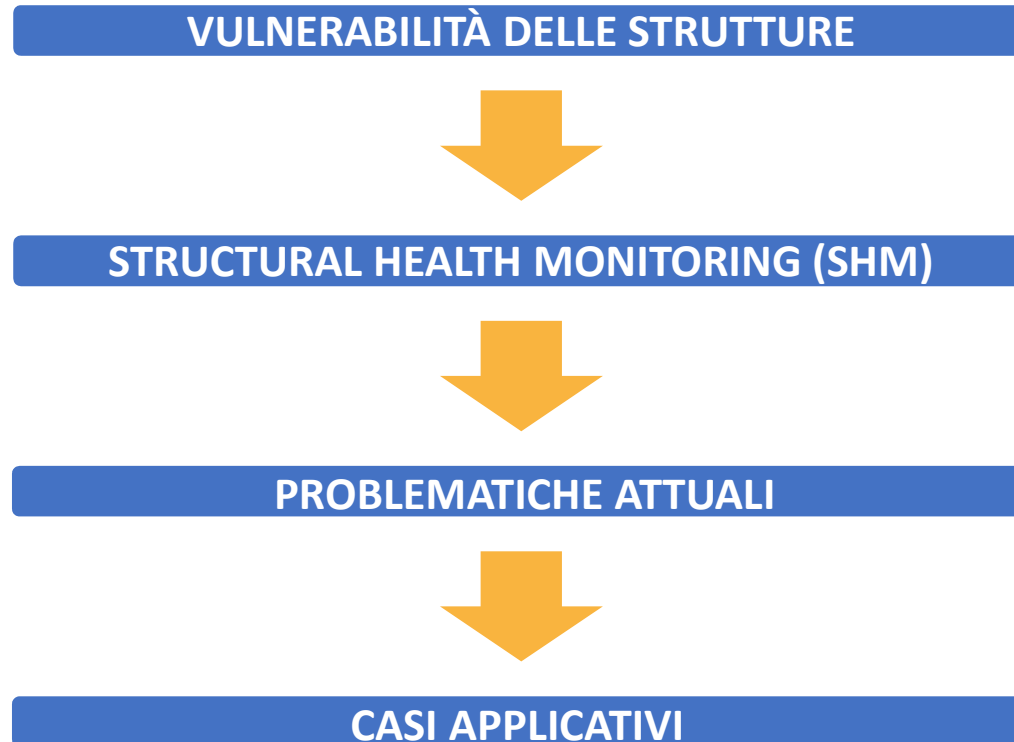 VULNERABILITÀ DELLE STRUTTURE
STRUCTURAL HEALTH MONITORING (SHM)
PROBLEMATICHE ATTUALI
CASI APPLICATIVI